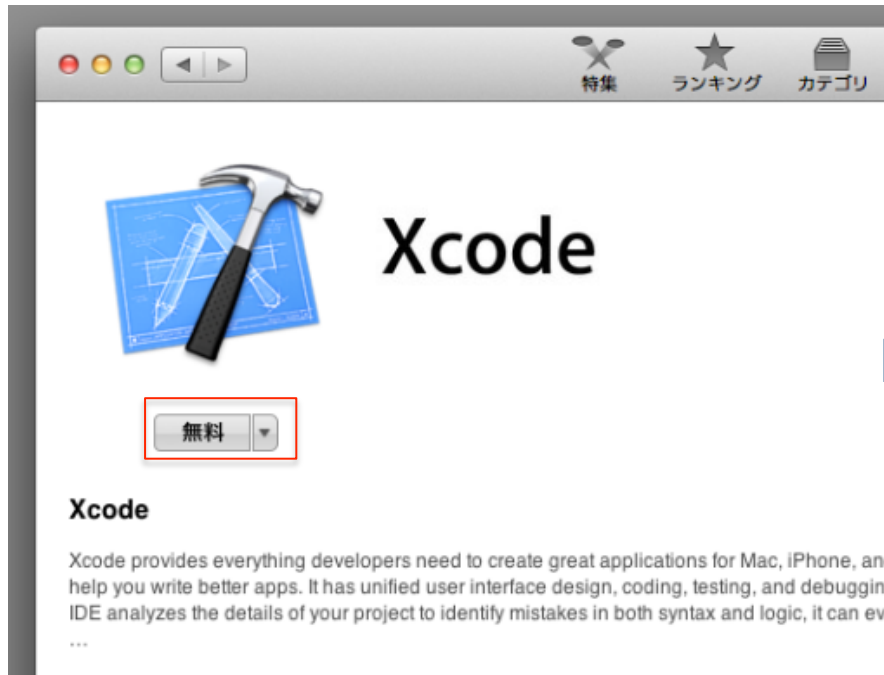 特集 ランキング カテゴリ
Xcode
無料
Xcode
Xcode provides everything developers need to create great applications for Mac, iPhone, an
help you write better apps. It has unified user interface design, coding, testing, and debuggin
IDE analyzes the details of your project to identify mistakes in both syntax and logic, it can ev
...